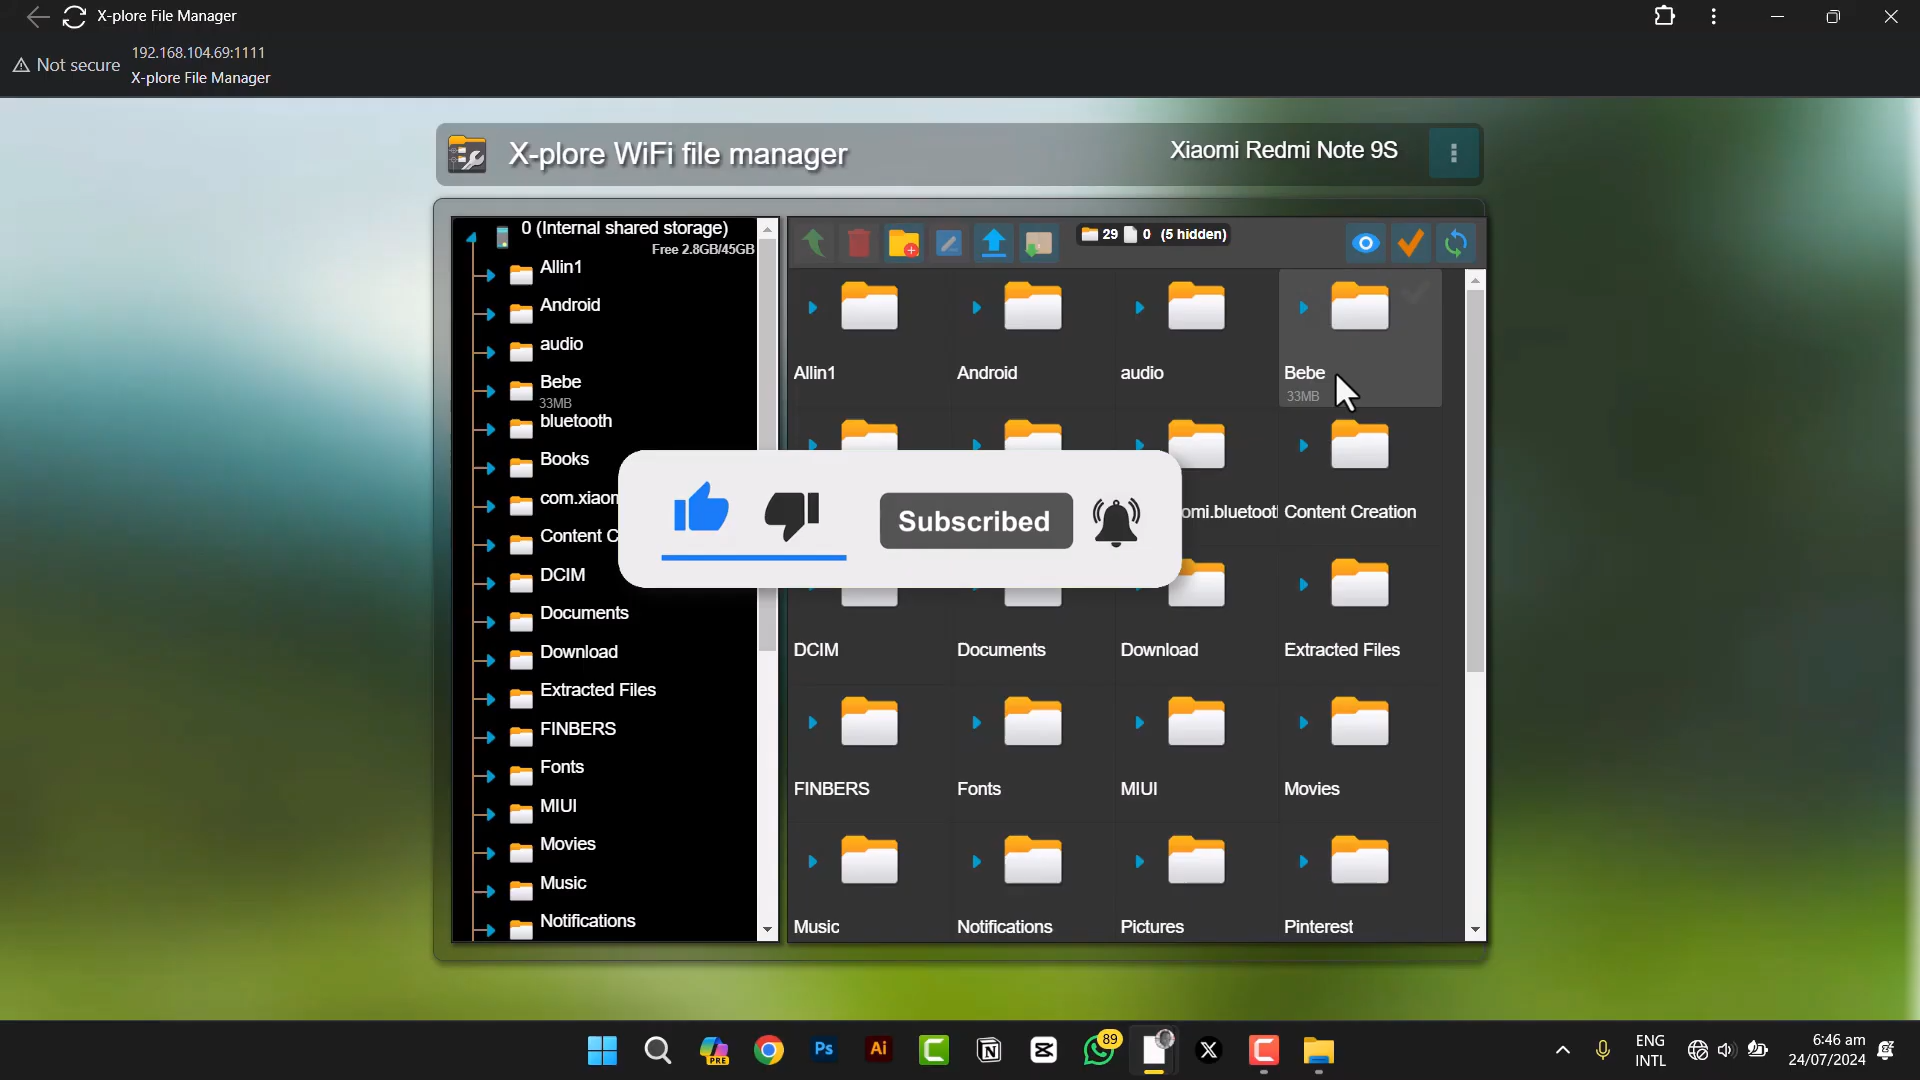 X-plore File Manager
Not secure
192.168.104.69:1111
X-plore File Manager
X-plore WiFi file manager
Xiaomi Redmi Note 9S
0 (Internal shared storage)
Free 2.8GB/45GB
Allin1
Android
audio
Bebe
33MB
bluetooth
Books
com.xiaom
Content C
DCIM
Documents
Download
Extracted Files
FINBERS
Fonts
MIUI
Movies
Music
Notifications
29 0 (5 hidden)
Allin1
Android
audio
Bebe
33MB
omi.bluetoot
Content Creation
DCIM
Documents
Download
Extracted Files
FINBERS
Fonts
MIUI
Movies
Music
Notifications
Pictures
Pinterest
Subscribed
PRE
Ps
Ai
89
ENG
INTL
6:46 am
24/07/2024